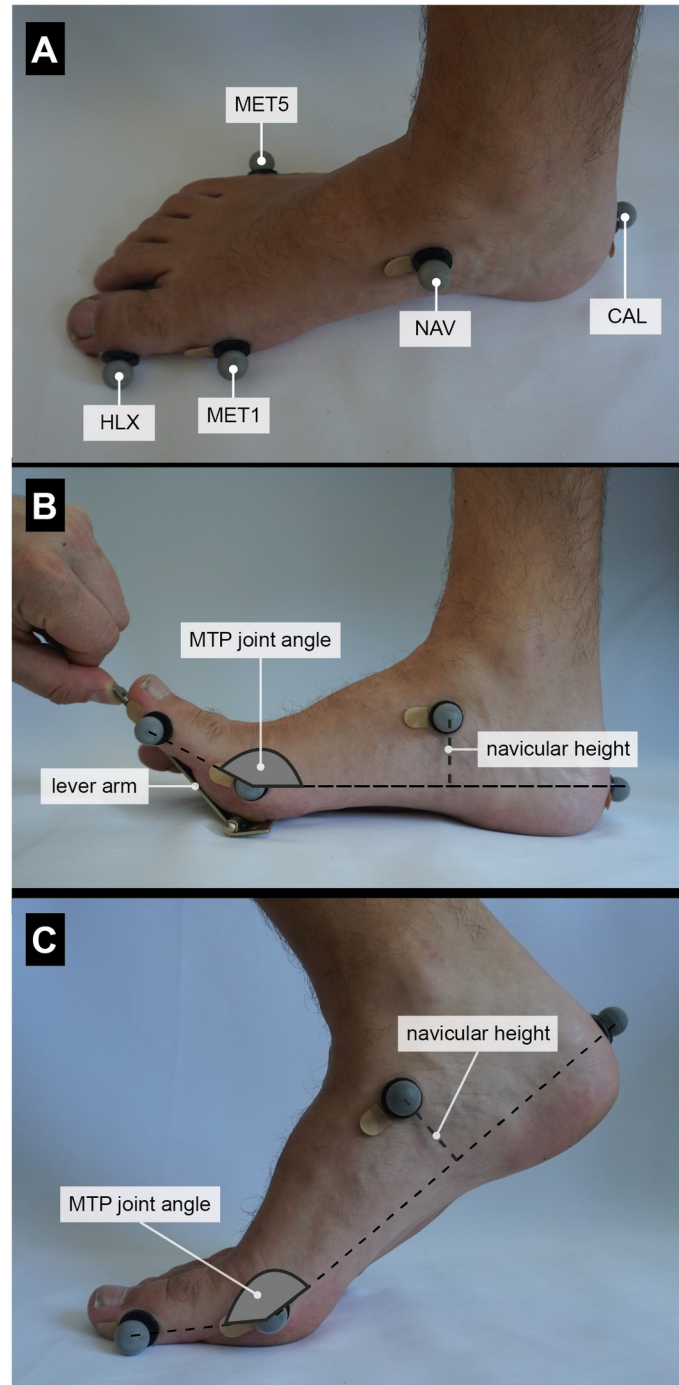 A
MET5
NAV
CAL
HLX
MET1
B
MTP joint angle
navicular height
lever arm
C
navicular height
MTP joint angle